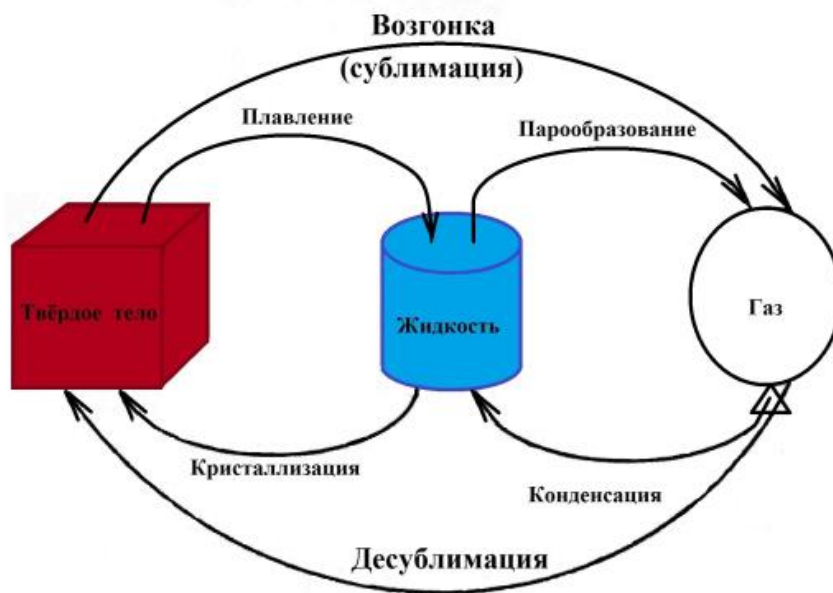 Возгонка
(сублимация)
Плавление
Парообразование
Твёрдое тело
Жидкость
Газ
Кристаллизация
Конденсация
Десублимация